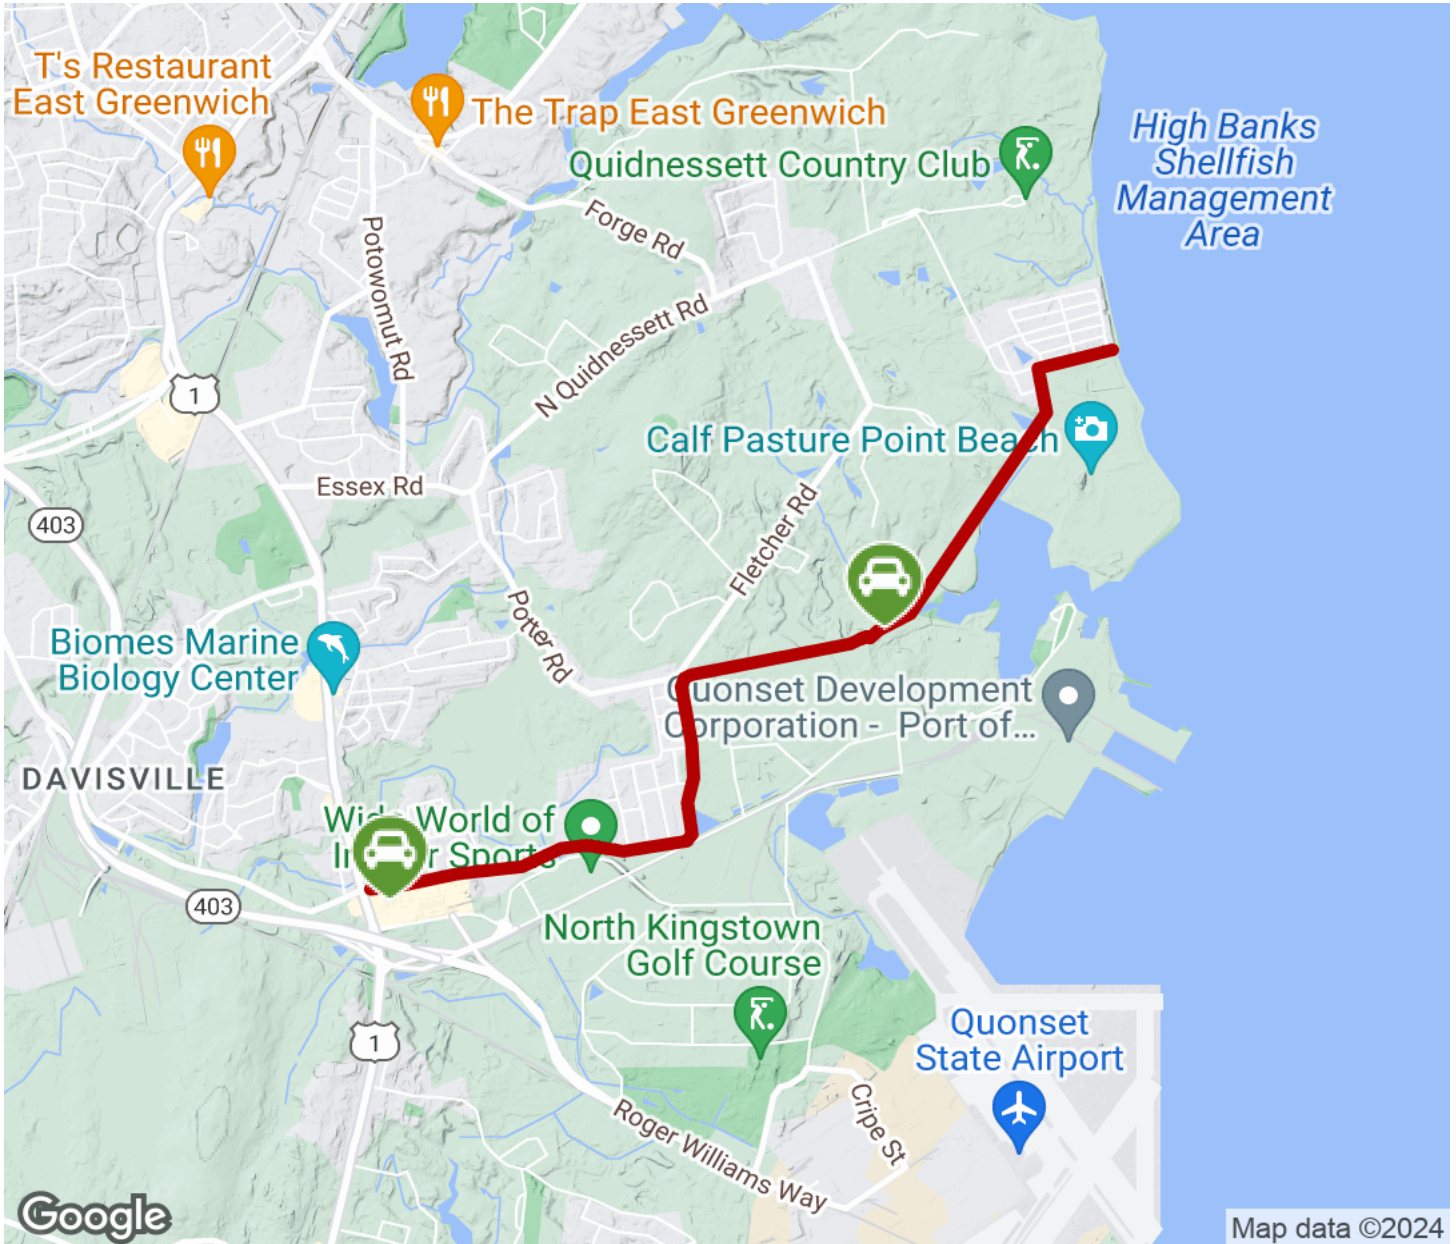 T's Restaurant
East Greenwich
The Trap East Greenwich
Quidnessett Country Club
High Banks
Shellfish
Management
Area
Forge Rd
Potowomut Rd
N Quidnessett Rd
1
Calf Pasture Point Beach
Essex Rd
403
Fletcher Rd
Potter Rd
Biomes Marine
Biology Center
Quonset Development
Corporation - Port of...
DAVISVILLE
Wide World of
Indoor Sports
403
North Kingstown
Golf Course
1
Quonset
State Airport
Cripe St
Roger Williams Way
Google
Map data ©2024